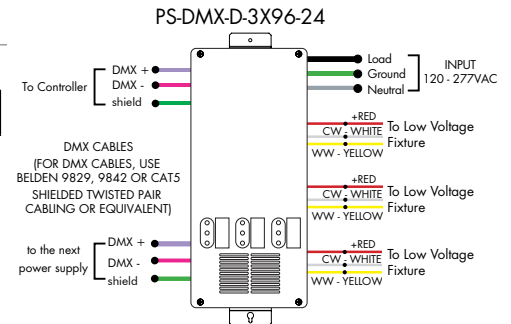 PS-DMX-D-3X96-24
To Controller
DMX +
DMX -
shield
Load
Ground
Neutral
INPUT
120 - 277VAC
+RED
CW - WHITE
WW - YELLOW
To Low Voltage
Fixture
DMX CABLES
(FOR DMX CABLES, USE
BELDEN 9829, 9842 OR CAT5
SHIELDED TWISTED PAIR
CABLING OR EQUIVALENT)
+RED
CW - WHITE
WW - YELLOW
To Low Voltage
Fixture
to the next
power supply
DMX +
DMX -
shield
+RED
CW - WHITE
WW - YELLOW
To Low Voltage
Fixture